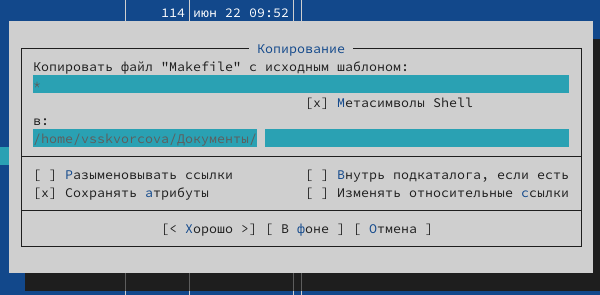 114 июн 22 09:52
Копирование
Копировать файл "Makefile" с исходным шаблоном:
*
[x] Метасимволы Shell
в:
/home/vsskvorcova/Документы/
[ ] Разыменовывать ссылки [ ] Внутрь подкаталога, если есть
[x] Сохранять атрибуты [ ] Изменять относительные ссылки
[< Хорошо >] [ В фоне ] [ Отмена ]